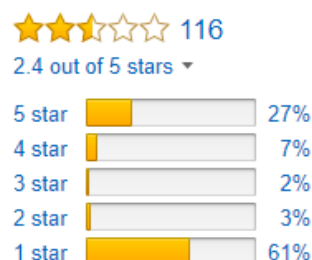 116
2.4 out of 5 stars
5 star 27%
4 star 7%
3 star 2%
2 star 3%
1 star 61%